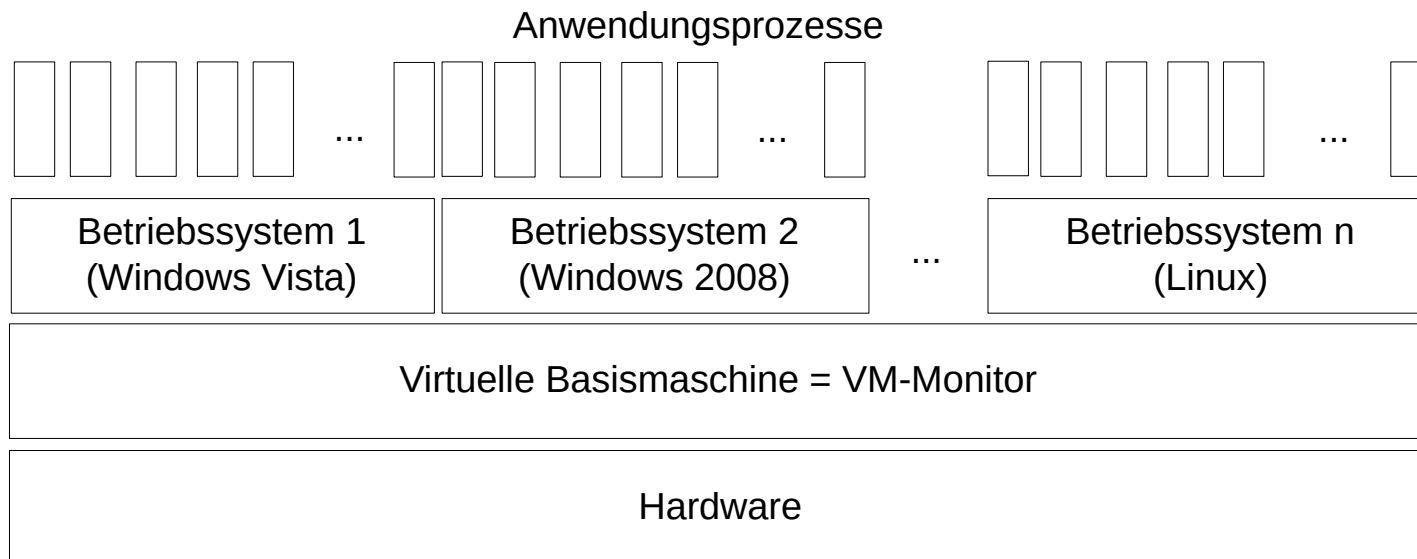 Anwendungsprozesse
... ... ...
Betriebssystem 1
(Windows Vista)
Betriebssystem 2
(Windows 2008)
...
Betriebssystem n
(Linux)
Virtuelle Basismaschine = VM-Monitor
Hardware